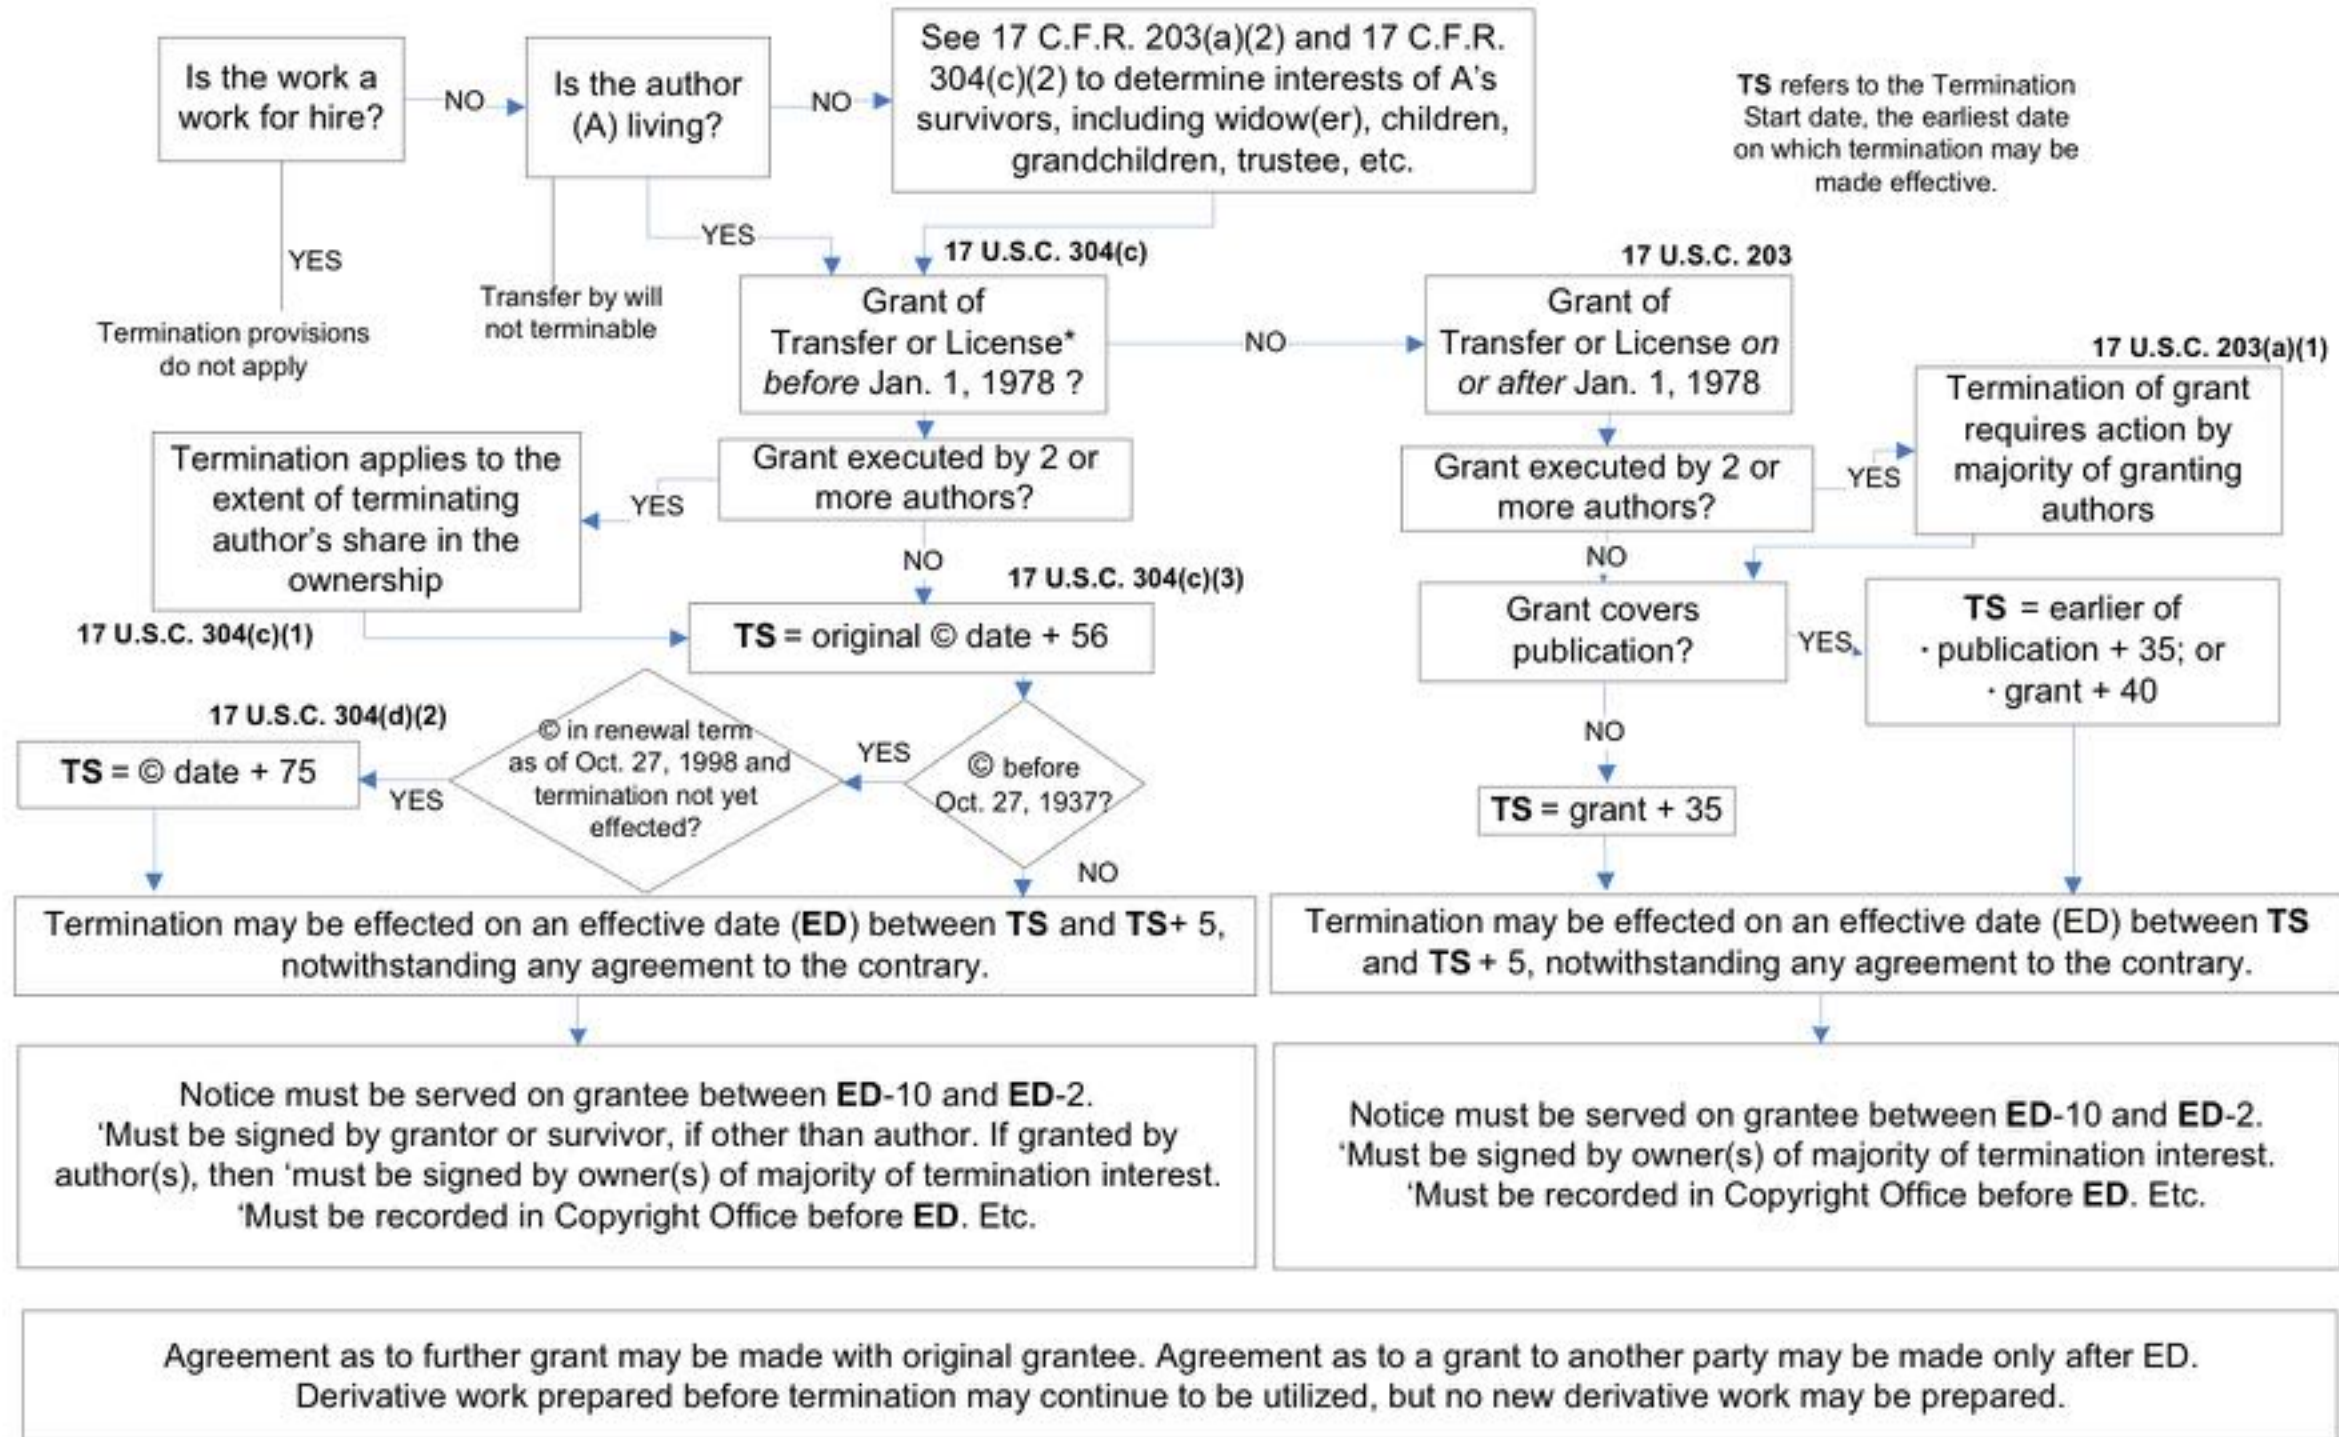 Is the work a
work for hire?
NO
Is the author
(A) living?
NO
See 17 C.F.R. 203(a)(2) and 17 C.F.R.
304(c)(2) to determine interests of A's
survivors, including widow(er), children,
grandchildren, trustee, etc.
TS refers to the Termination
Start date, the earliest date
on which termination may be
made effective.
YES
Termination provisions
do not apply
Transfer by will
not terminable
YES
17 U.S.C. 304(c)
Grant of
Transfer or License*
before Jan. 1, 1978 ?
NO
17 U.S.C. 203
Grant of
Transfer or License on
or after Jan. 1, 1978
17 U.S.C. 203(a)(1)
Termination of grant
requires action by
majority of granting
authors
Termination applies to the
extent of terminating
author's share in the
ownership
17 U.S.C. 304(c)(1)
YES
Grant executed by 2 or
more authors?
NO
17 U.S.C. 304(c)(3)
TS = original © date + 56
Grant executed by 2 or
more authors?
YES
NO
Grant covers
publication?
YES
TS = earlier of
· publication + 35; or
· grant + 40
NO
TS = grant + 35
17 U.S.C. 304(d)(2)
TS = © date + 75
YES
© in renewal term
as of Oct. 27, 1998 and
termination not yet
effected?
YES
© before
Oct. 27, 1937?
NO
Termination may be effected on an effective date (ED) between TS and TS+ 5,
notwithstanding any agreement to the contrary.
Termination may be effected on an effective date (ED) between TS
and TS + 5, notwithstanding any agreement to the contrary.
Notice must be served on grantee between ED-10 and ED-2.
‘Must be signed by grantor or survivor, if other than author. If granted by
author(s), then ‘must be signed by owner(s) of majority of termination interest.
‘Must be recorded in Copyright Office before ED. Etc.
Notice must be served on grantee between ED-10 and ED-2.
‘Must be signed by owner(s) of majority of termination interest.
‘Must be recorded in Copyright Office before ED. Etc.
Agreement as to further grant may be made with original grantee. Agreement as to a grant to another party may be made only after ED.
Derivative work prepared before termination may continue to be utilized, but no new derivative work may be prepared.